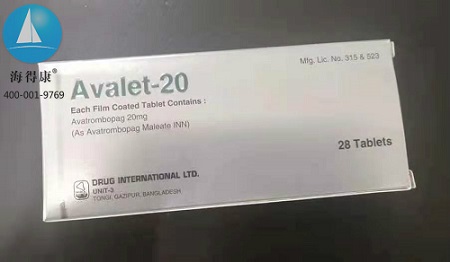 海得康®
400-001-9769
Mfg. Lic. No. 315 & 523
Avalet-20
Each Film Coated Tablet Contains :
Avatrombopag 20mg
(As Avatrombopag Maleate INN)
28 Tablets
DRUG INTERNATIONAL LTD.
UNIT-3
TONGI, GAZIPUR, BANGLADESH.